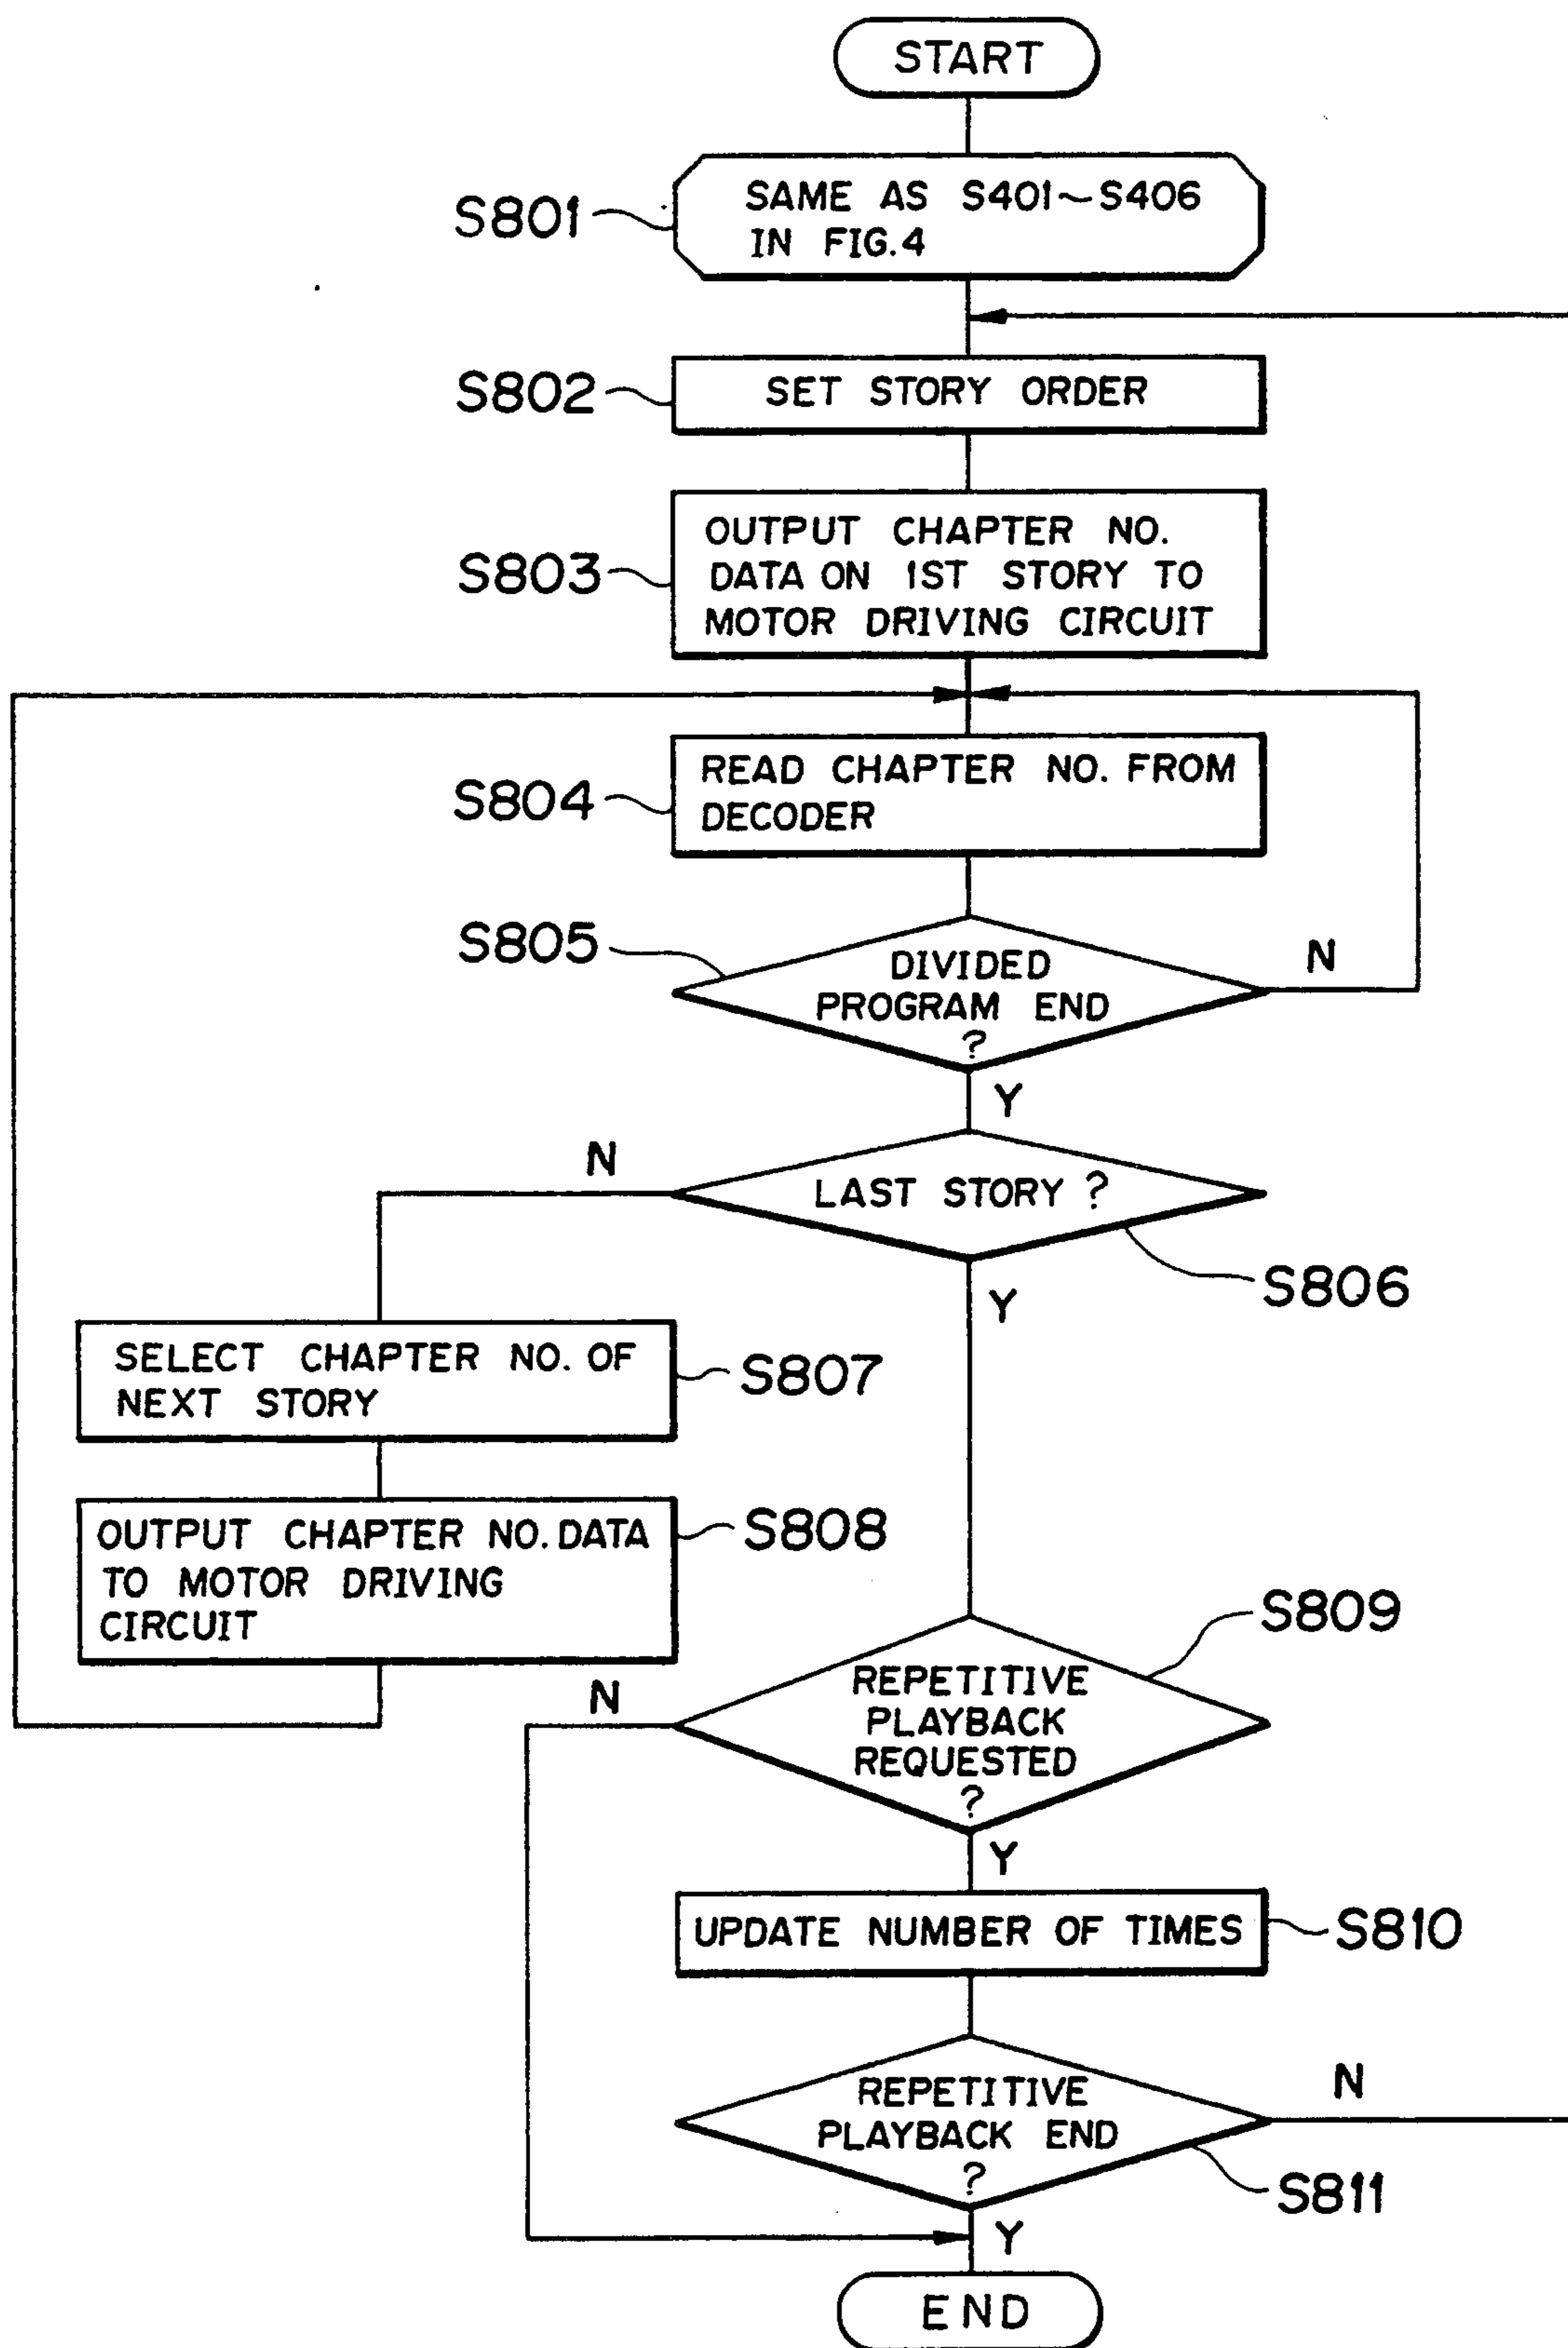 START
S801
SAME AS S401~S406
IN FIG.4
S802
SET STORY ORDER
S803
OUTPUT CHAPTER NO.
DATA ON 1ST STORY TO
MOTOR DRIVING CIRCUIT
S804
READ CHAPTER NO. FROM
DECODER
S805
DIVIDED
PROGRAM END
?
N
Y
N
LAST STORY ?
S806
Y
SELECT CHAPTER NO. OF
NEXT STORY
S807
OUTPUT CHAPTER NO. DATA
TO MOTOR DRIVING
CIRCUIT
S808
S809
N
REPETITIVE
PLAYBACK
REQUESTED
?
Y
UPDATE NUMBER OF TIMES
S810
REPETITIVE
PLAYBACK END
?
N
S811
Y
END